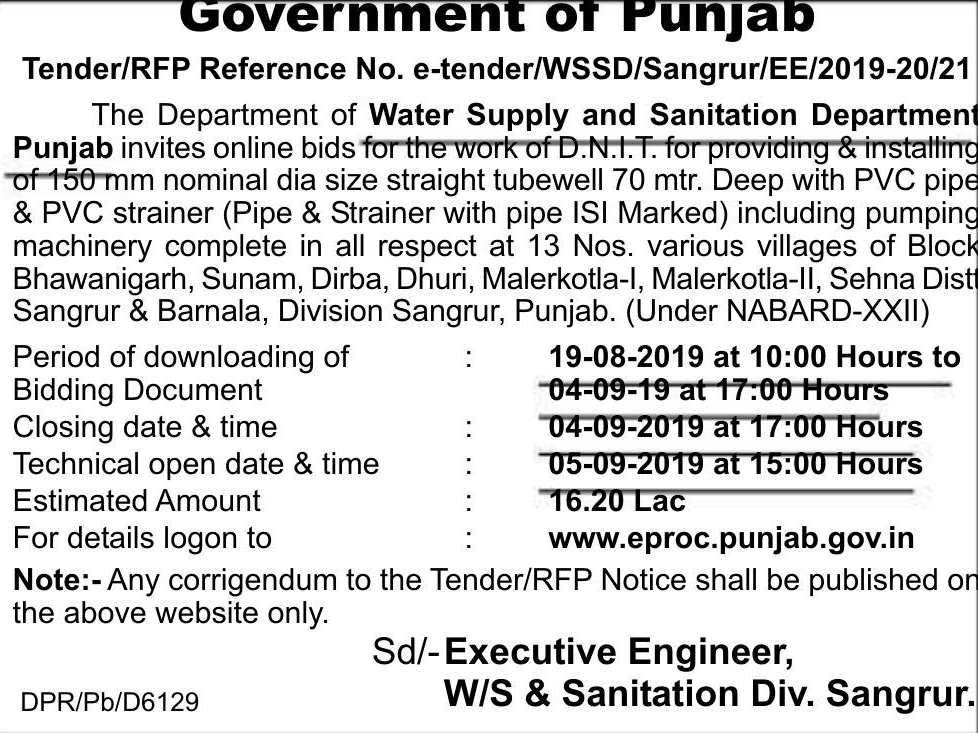 Government of Punjab
Tender/RFP Reference No. e-tender/WSSD/Sangrur/EE/2019-20/21
The Department of Water Supply and Sanitation Department
Punjab invites online bids for the work of D.N.I.T. for providing & installing
of 150 mm nominal dia size straight tubewell 70 mtr. Deep with PVC pipe
& PVC strainer (Pipe & Strainer with pipe ISI Marked) including pumping
machinery complete in all respect at 13 Nos. various villages of Block
Bhawanigarh, Sunam, Dirba, Dhuri, Malerkotla-I, Malerkotla-II, Sehna Distt
Sangrur & Barnala, Division Sangrur, Punjab. (Under NABARD-XXII)
Period of downloading of : 19-08-2019 at 10:00 Hours to
Bidding Document 04-09-19 at 17:00 Hours
Closing date & time : 04-09-2019 at 17:00 Hours
Technical open date & time : 05-09-2019 at 15:00 Hours
Estimated Amount : 16.20 Lac
For details logon to : www.eproc.punjab.gov.in
Note:- Any corrigendum to the Tender/RFP Notice shall be published on
the above website only.
Sd/- Executive Engineer,
W/S & Sanitation Div. Sangrur.
DPR/Pb/D6129